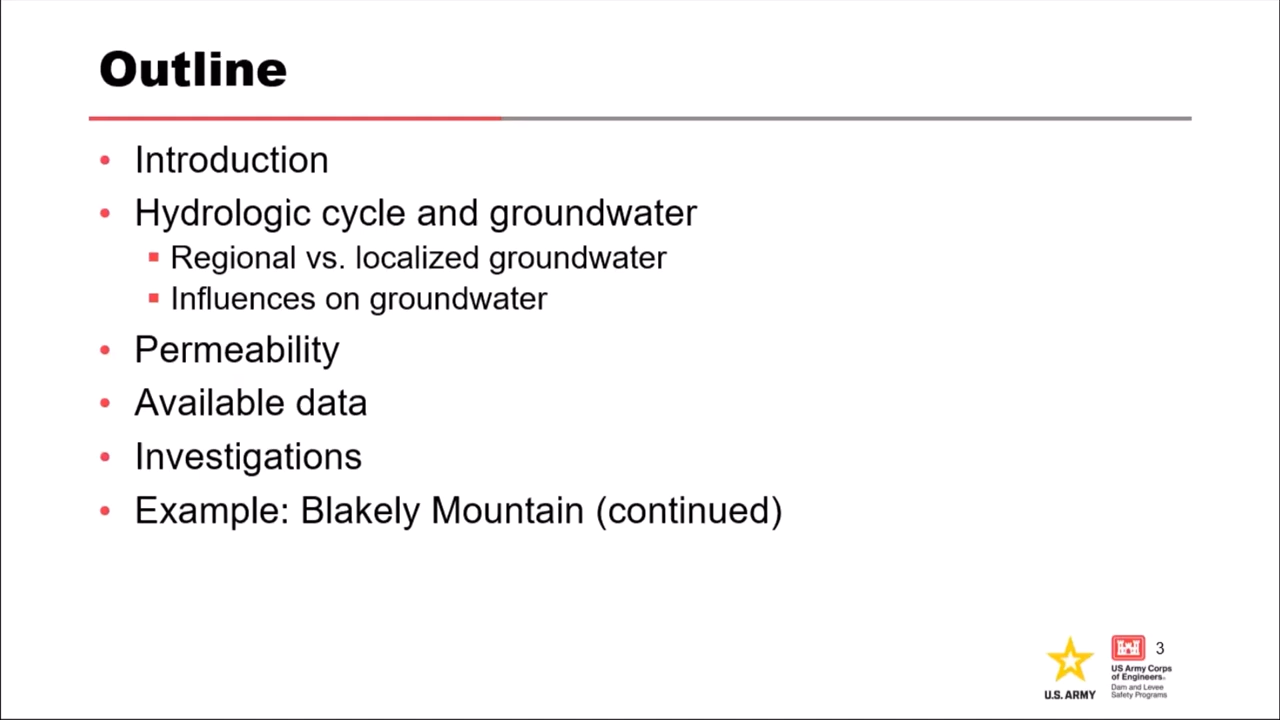 Outline
• Introduction
• Hydrologic cycle and groundwater
▪ Regional vs. localized groundwater
▪ Influences on groundwater
• Permeability
• Available data
• Investigations
• Example: Blakely Mountain (continued)
3
U.S. ARMY
US Army Corps
of Engineers®
Dam and Levee
Safety Programs